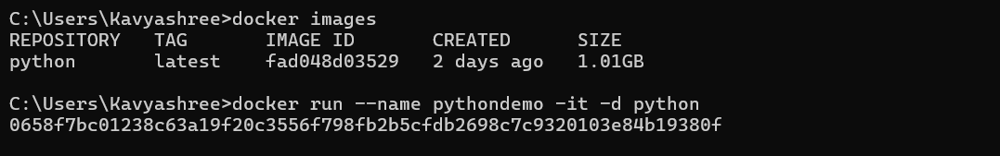 C:\Users\Kavyashree>docker images
REPOSITORY   TAG       IMAGE ID       CREATED      SIZE
python       latest    fad048d03529   2 days ago   1.01GB
C:\Users\Kavyashree>docker run --name pythondemo -it -d python
0658f7bc01238c63a19f20c3556f798fb2b5cfdb2698c7c9320103e84b19380f